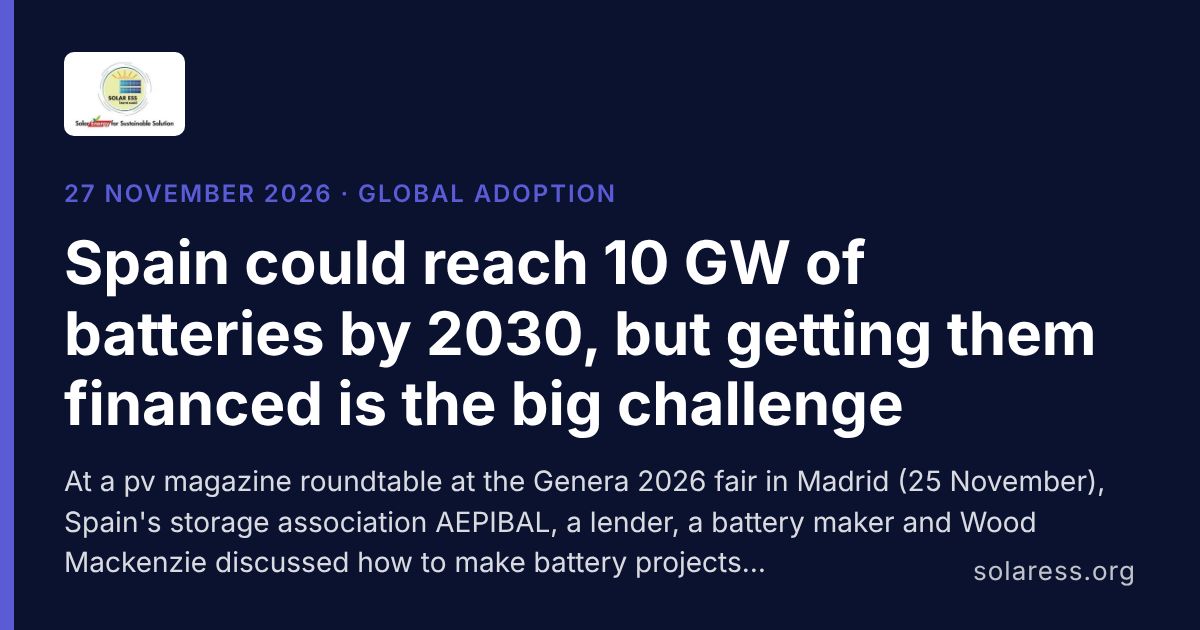 SOLAR ESS
Solar Energy for Sustainable Solution
27 NOVEMBER 2026 · GLOBAL ADOPTION
Spain could reach 10 GW of
batteries by 2030, but getting them
financed is the big challenge
At a pv magazine roundtable at the Genera 2026 fair in Madrid (25 November),
Spain's storage association AEPIBAL, a lender, a battery maker and Wood
Mackenzie discussed how to make battery projects...
solaress.org